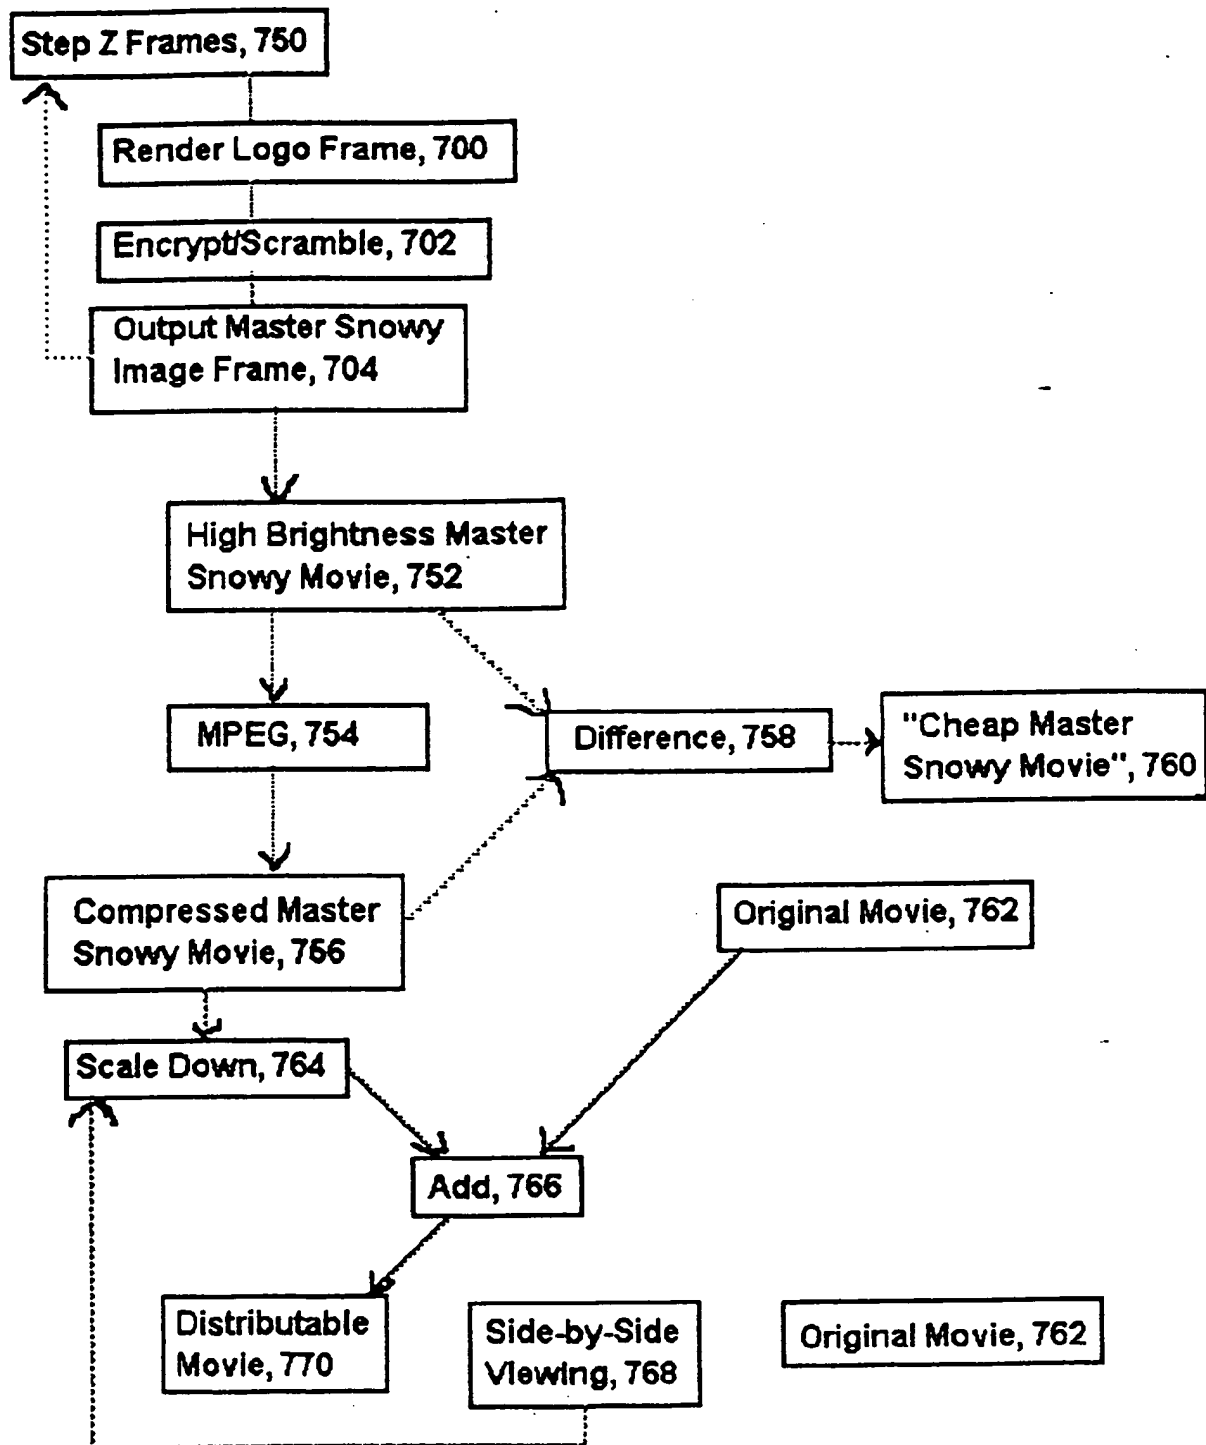 Step Z Frames, 750
Render Logo Frame, 700
Encrypt/Scramble, 702
Output Master Snowy
Image Frame, 704
High Brightness Master
Snowy Movie, 752
MPEG, 754
Difference, 758
"Cheap Master
Snowy Movie", 760
Compressed Master
Snowy Movie, 756
Original Movie, 762
Scale Down, 764
Add, 766
Distributable
Movie, 770
Side-by-Side
Viewing, 768
Original Movie, 762